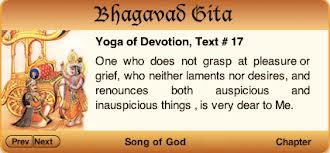 Bhagavad Gita
Yoga of Devotion, Text # 17
One who does not grasp at pleasure or
grief, who neither laments nor desires, and
renounces both auspicious and
inauspicious things , is very dear to Me.
Prev Next Song of God Chapter